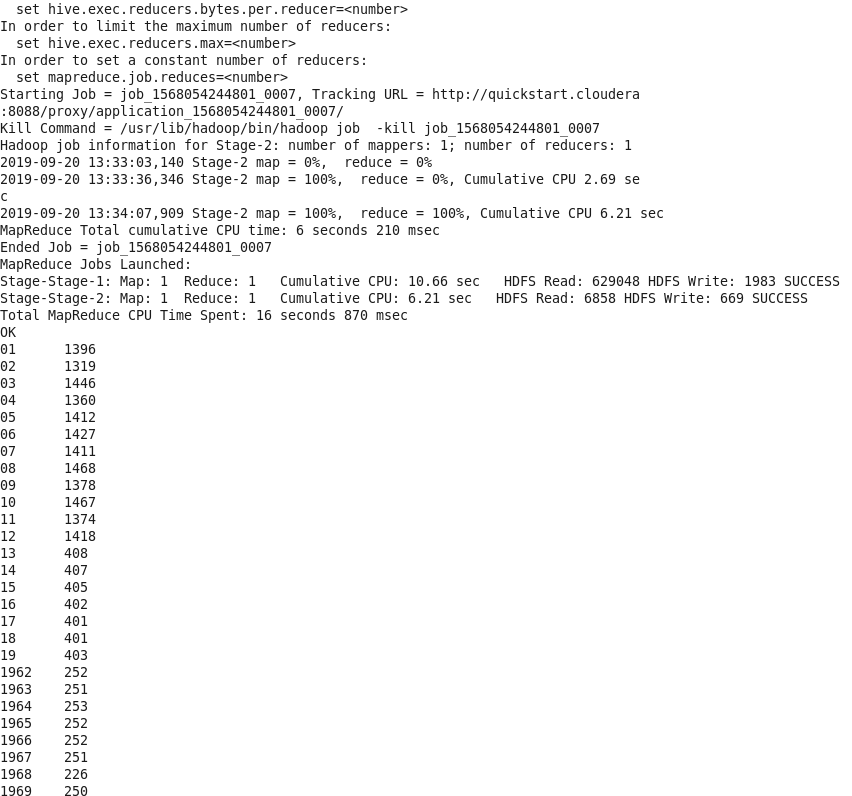 set hive.exec.reducers.bytes.per.reducer=<number>
In order to limit the maximum number of reducers:
  set hive.exec.reducers.max=<number>
In order to set a constant number of reducers:
  set mapreduce.job.reduces=<number>
Starting Job = job_1568054244801_0007, Tracking URL = http://quickstart.cloudera
:8088/proxy/application_1568054244801_0007/
Kill Command = /usr/lib/hadoop/bin/hadoop job  -kill job_1568054244801_0007
Hadoop job information for Stage-2: number of mappers: 1; number of reducers: 1
2019-09-20 13:33:03,140 Stage-2 map = 0%,  reduce = 0%
2019-09-20 13:33:36,346 Stage-2 map = 100%,  reduce = 0%, Cumulative CPU 2.69 se
c
2019-09-20 13:34:07,909 Stage-2 map = 100%,  reduce = 100%, Cumulative CPU 6.21 sec
MapReduce Total cumulative CPU time: 6 seconds 210 msec
Ended Job = job_1568054244801_0007
MapReduce Jobs Launched:
Stage-Stage-1: Map: 1  Reduce: 1   Cumulative CPU: 10.66 sec   HDFS Read: 629048 HDFS Write: 1983 SUCCESS
Stage-Stage-2: Map: 1  Reduce: 1   Cumulative CPU: 6.21 sec   HDFS Read: 6858 HDFS Write: 669 SUCCESS
Total MapReduce CPU Time Spent: 16 seconds 870 msec
OK
01      1396
02      1319
03      1446
04      1360
05      1412
06      1427
07      1411
08      1468
09      1378
10      1467
11      1374
12      1418
13      408
14      407
15      405
16      402
17      401
18      401
19      403
1962    252
1963    251
1964    253
1965    252
1966    252
1967    251
1968    226
1969    250